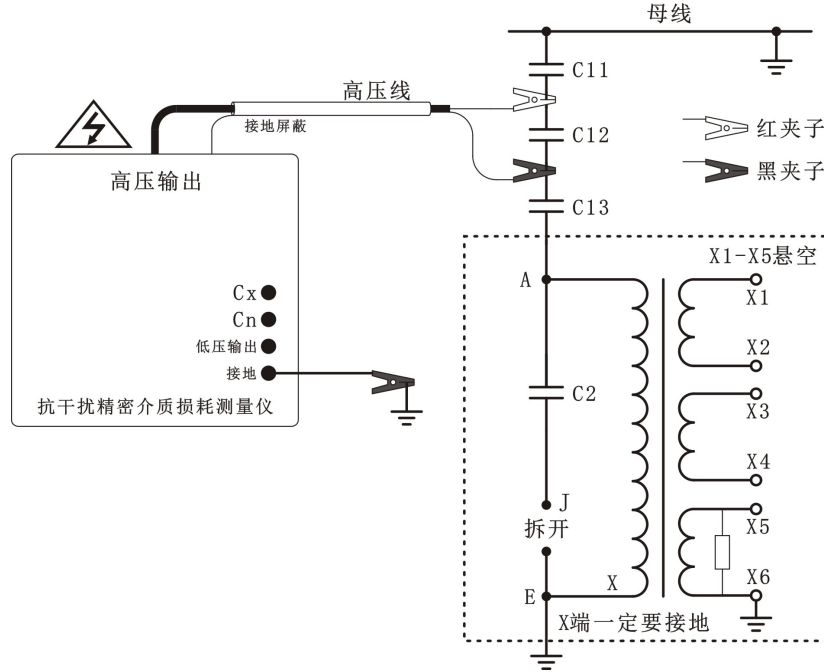 母线
C11
高压线
接地屏蔽
红夹子
C12
黑夹子
高压输出
C13
X1-X5悬空
A
X1
Cx
Cn
X2
低压输出
接地
C2
X3
抗干扰精密介质损耗测量仪
X4
J
拆开
X5
X
X6
E
X端一定要接地